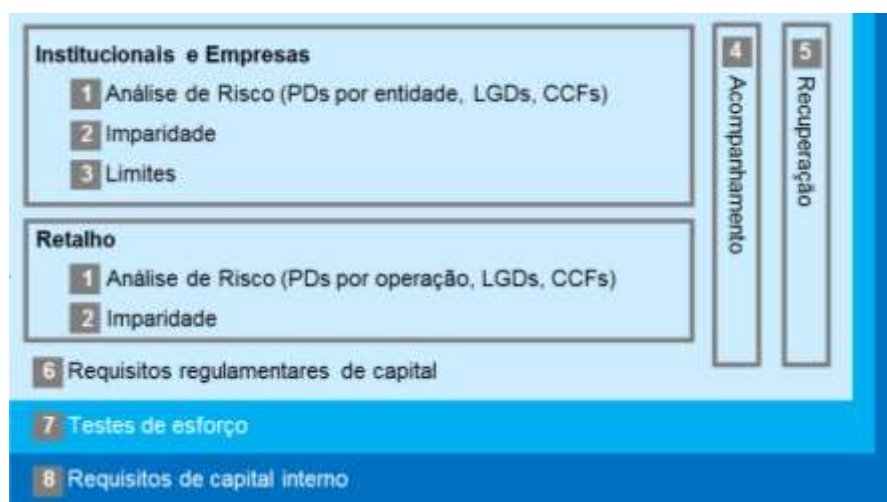 Institucionais e Empresas
1 Análise de Risco (PDs por entidade, LGDs, CCFs)
2 Imparidade
3 Limites
Retalho
1 Análise de Risco (PDs por operação, LGDs, CCFs)
2 Imparidade
4 Acompanhamento
5 Recuperação
6 Requisitos regulamentares de capital
7 Testes de esforço
8 Requisitos de capital interno